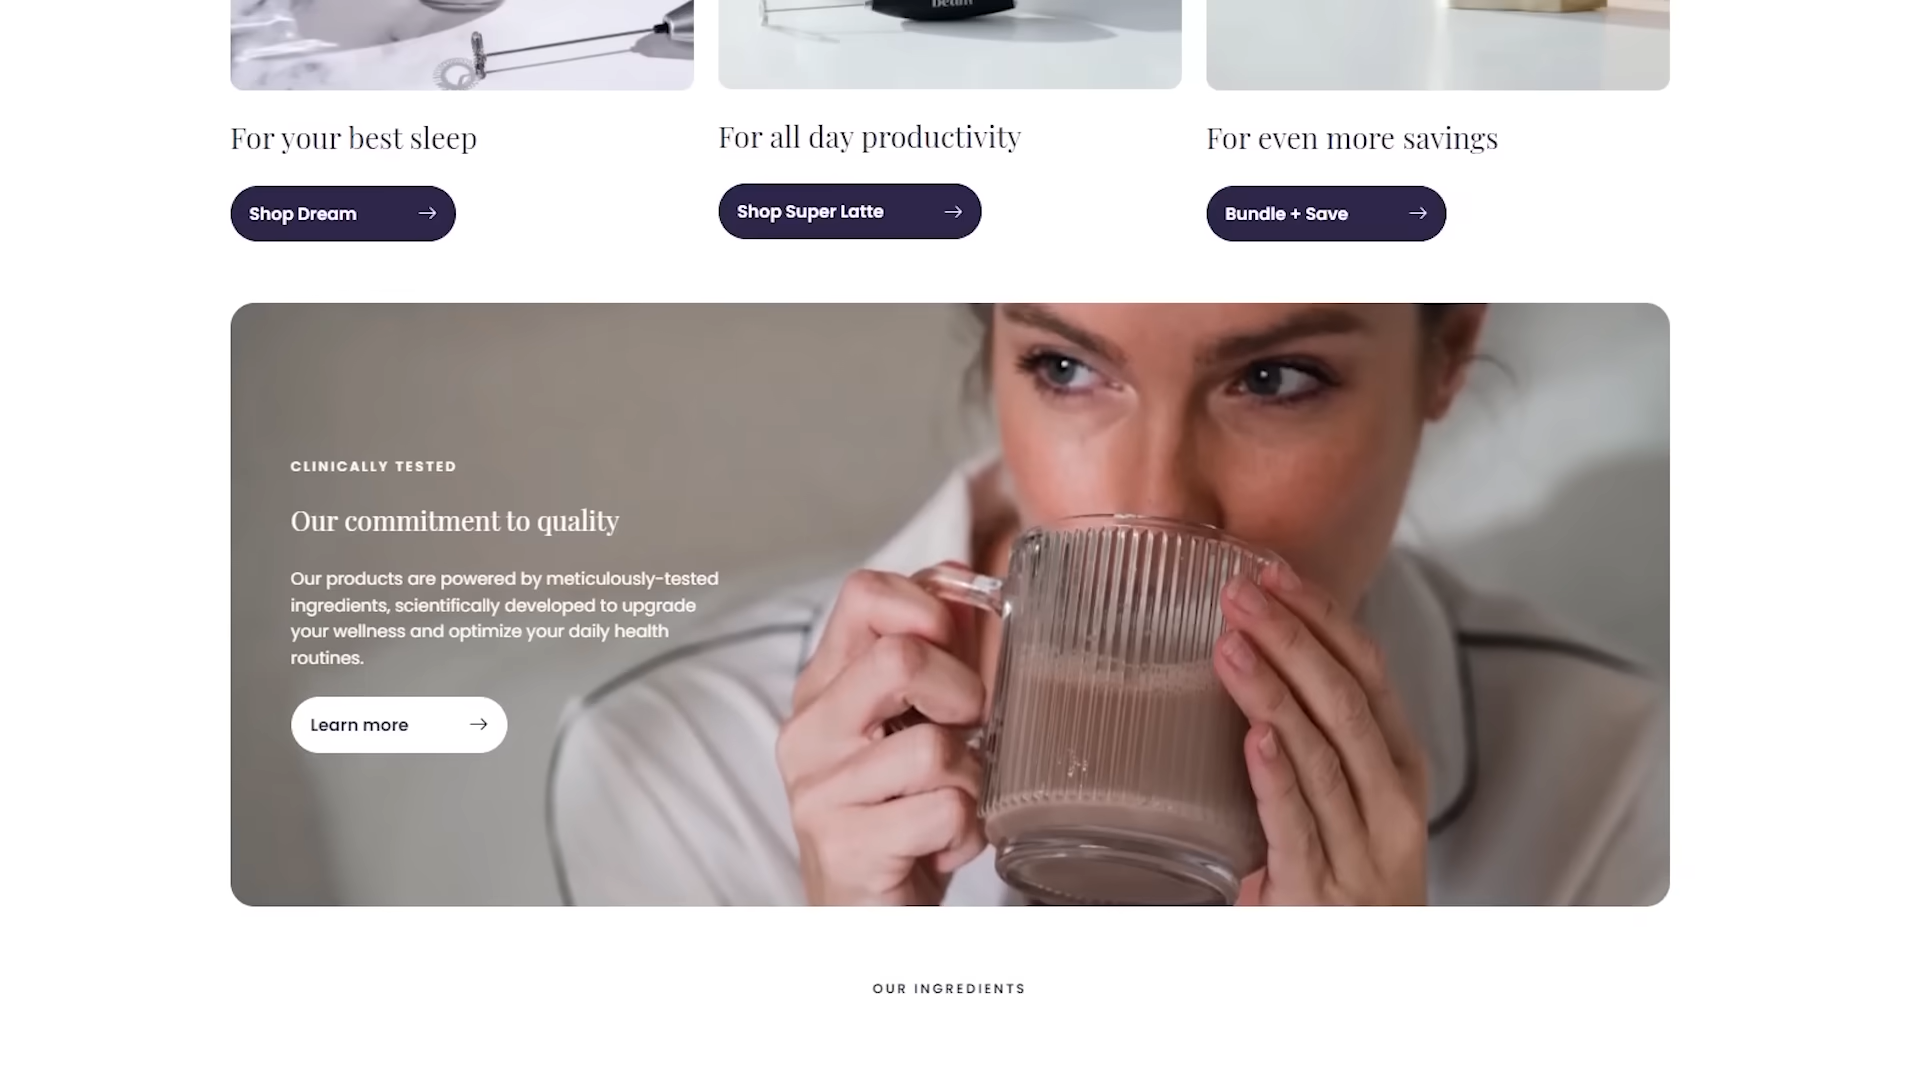 For your best sleep
For all day productivity
For even more savings
Shop Dream
Shop Super Latte
Bundle + Save
CLINICALLY TESTED
Our commitment to quality
Our products are powered by meticulously-tested
ingredients, scientifically developed to upgrade
your wellness and optimize your daily health
routines.
Learn more
OUR INGREDIENTS